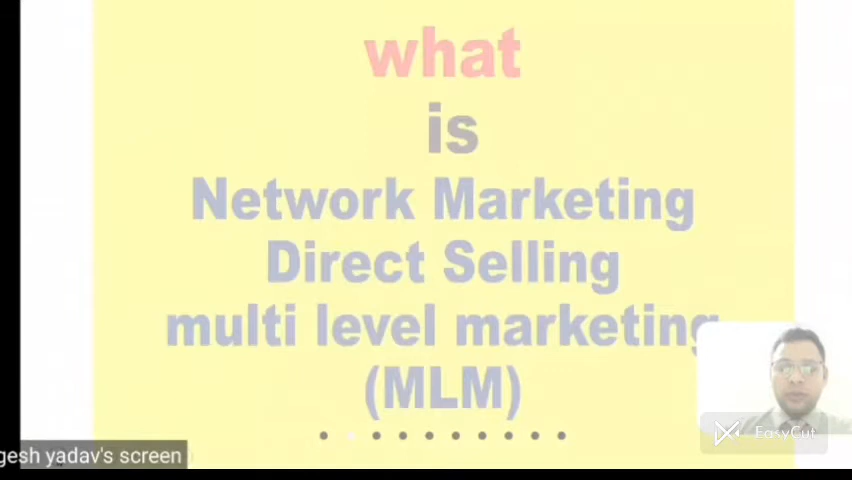 what
is
Network Marketing
Direct Selling
multi level marketing
(MLM)
EasyCut
gesh yadav's screen